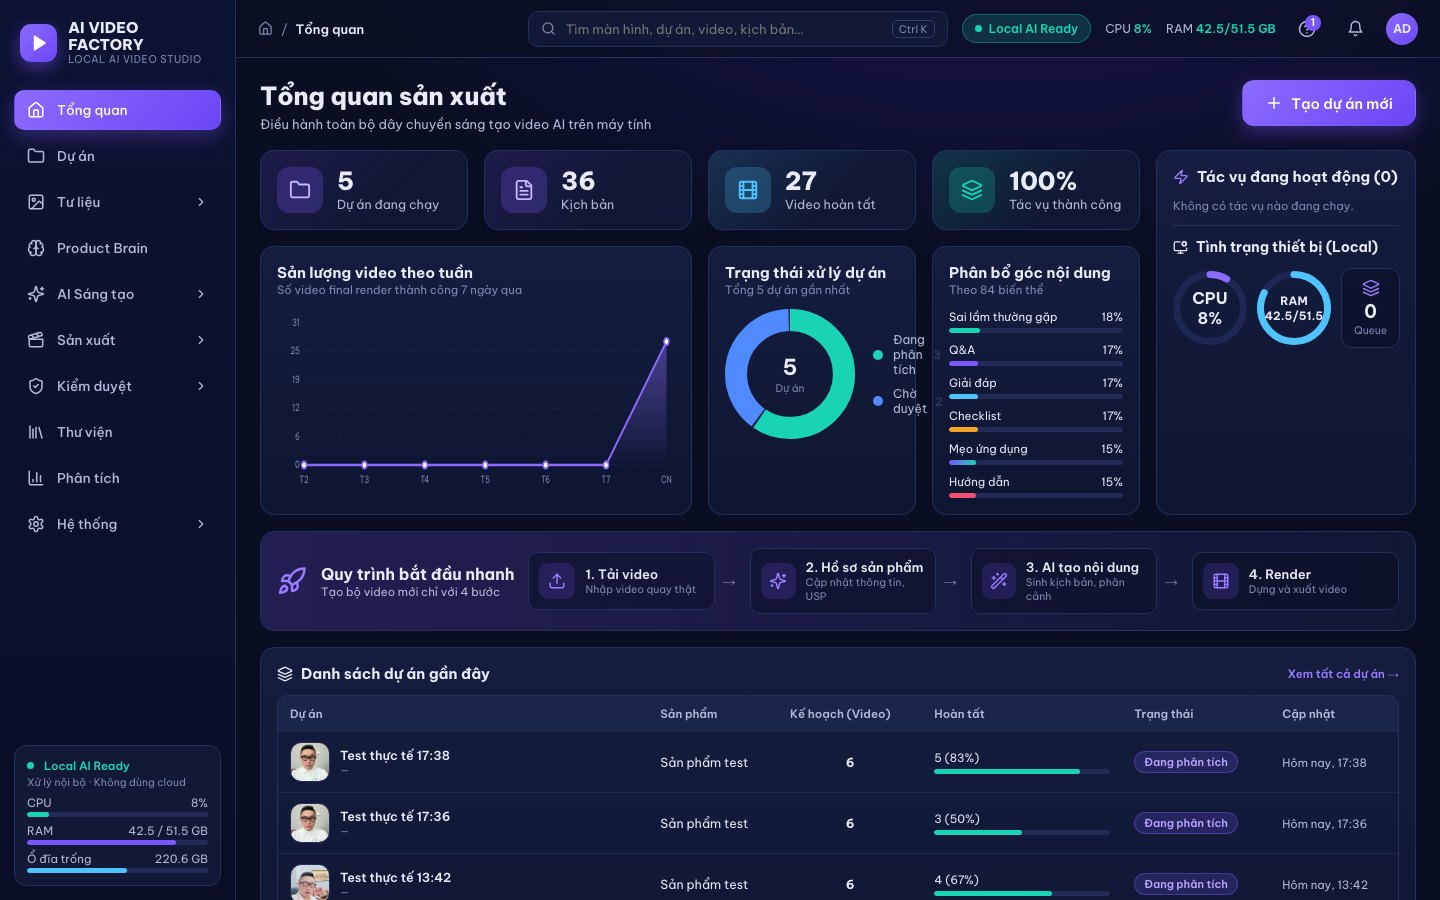 AI VIDEO
FACTORY
LOCAL AI VIDEO STUDIO
Tổng quan
Dự án
Tư liệu
Product Brain
AI Sáng tạo
Sản xuất
Kiểm duyệt
Thư viện
Phân tích
Hệ thống
Local AI Ready
Xử lý nội bộ · Không dùng cloud
CPU 8%
RAM 42.5 / 51.5 GB
Ổ đĩa trống 220.6 GB
/ Tổng quan
Tìm màn hình, dự án, video, kịch bản... Ctrl K
Local AI Ready
CPU 8%
RAM 42.5/51.5 GB
1
AD
Tổng quan sản xuất
Điều hành toàn bộ dây chuyền sáng tạo video AI trên máy tính
+ Tạo dự án mới
5
Dự án đang chạy
36
Kịch bản
27
Video hoàn tất
100%
Tác vụ thành công
Tác vụ đang hoạt động (0)
Không có tác vụ nào đang chạy.
Tình trạng thiết bị (Local)
CPU
8%
RAM
42.5/51.5
0
Queue
Sản lượng video theo tuần
Số video final render thành công 7 ngày qua
31
25
19
12
6
0
T2 T3 T4 T5 T6 T7 CN
Trạng thái xử lý dự án
Tổng 5 dự án gần nhất
5
Dự án
Đang
phân 3
tích
Chờ
duyệt 2
Phân bổ góc nội dung
Theo 84 biến thể
Sai lầm thường gặp 18%
Q&A 17%
Giải đáp 17%
Checklist 17%
Mẹo ứng dụng 15%
Hướng dẫn 15%
Quy trình bắt đầu nhanh
Tạo bộ video mới chỉ với 4 bước
1. Tải video
Nhập video quay thật
→
2. Hồ sơ sản phẩm
Cập nhật thông tin,
USP
→
3. AI tạo nội dung
Sinh kịch bản, phân
cảnh
→
4. Render
Dựng và xuất video
Danh sách dự án gần đây
Xem tất cả dự án →
Dự án Sản phẩm Kế hoạch (Video) Hoàn tất Trạng thái Cập nhật
Test thực tế 17:38
—
Sản phẩm test 6 5 (83%) Đang phân tích Hôm nay, 17:38
Test thực tế 17:36
—
Sản phẩm test 6 3 (50%) Đang phân tích Hôm nay, 17:36
Test thực tế 13:42
—
Sản phẩm test 6 4 (67%) Đang phân tích Hôm nay, 13:42